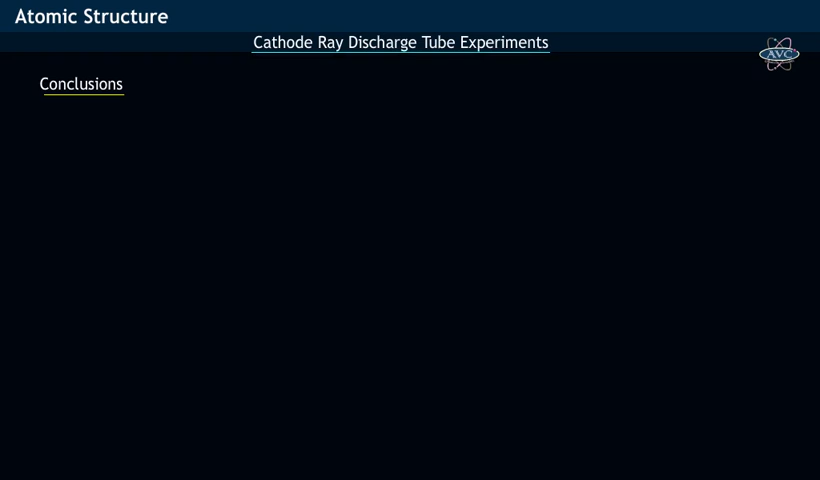 Atomic Structure
Cathode Ray Discharge Tube Experiments
AVC
Conclusions